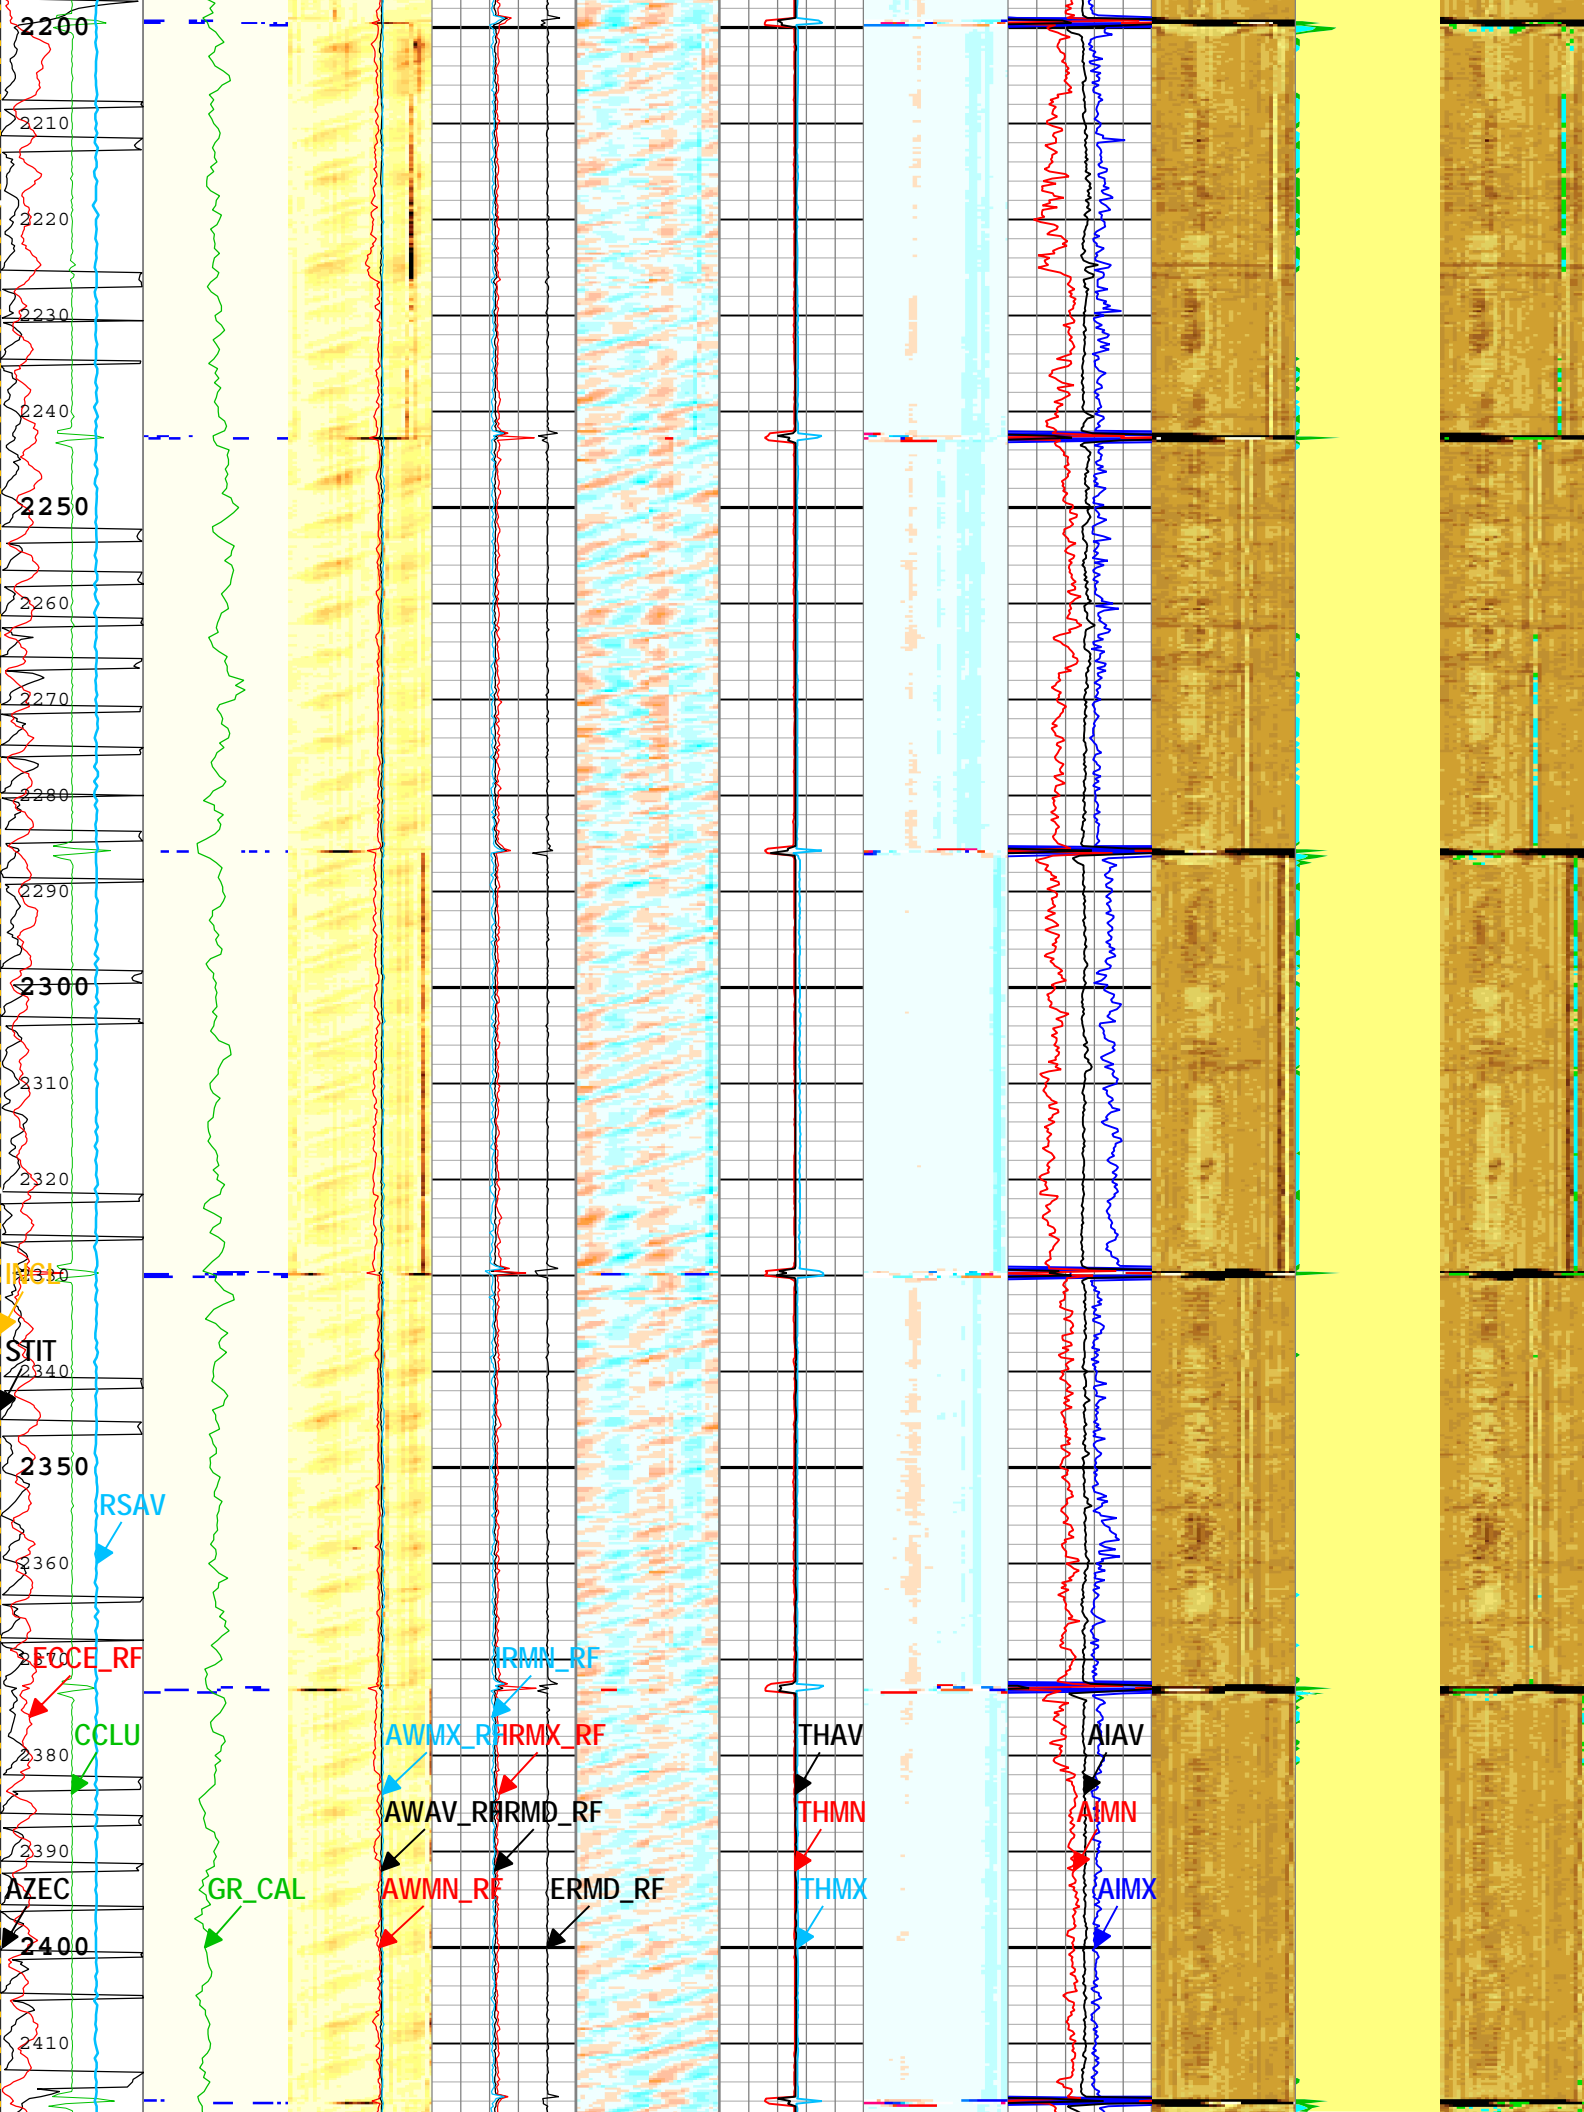 2200
2210
2220
2230
2240
2250
2260
2270
2280
2290
2300
2310
2320
INCL 2330
STIT
2340
2350
RSAV
2360
ECCE_RF 2370 IRMN_RF
CCLU AWMX_RF IRMX_RF THAV AIAV
2380
AWAV_RF IRMD_RF THMN AIMN
2390
AZEC GR_CAL AWMN_RF ERMD_RF THMX AIMX
2400
2410